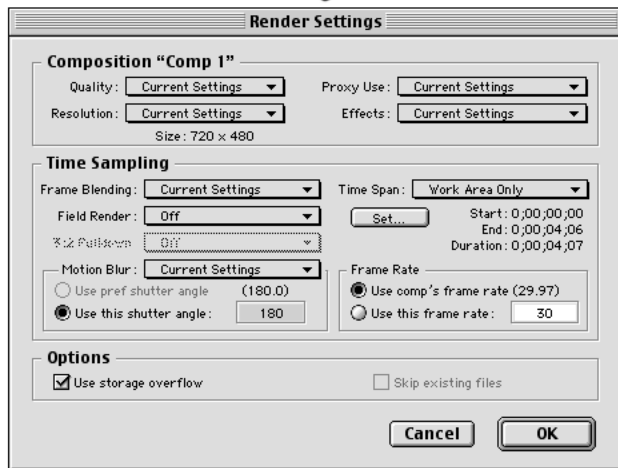 Render Settings
Composition “Comp 1”
Quality: Current Settings
Proxy Use: Current Settings
Resolution: Current Settings
Effects: Current Settings
Size: 720 x 480
Time Sampling
Frame Blending: Current Settings
Time Span: Work Area Only
Field Render: Off
Set...
Start: 0;00;00;00
End: 0;00;04;06
Duration: 0;00;04;07
3:2 Pulldown Off
Motion Blur: Current Settings
Use pref shutter angle (180.0)
Use this shutter angle: 180
Frame Rate
Use comp's frame rate (29.97)
Use this frame rate: 30
Options
Use storage overflow
Skip existing files
Cancel
OK